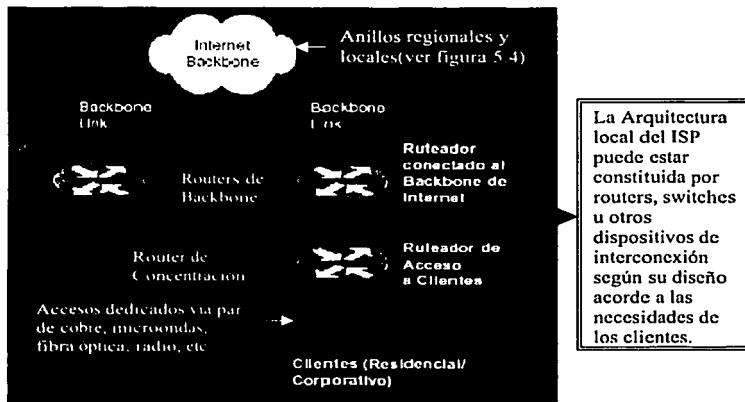 Internet
Backbone
Anillos regionales y
locales(ver figura 5.4)
Backbone
Link
Backbone
Link
Routers de
Backbone
Ruteador
conectado al
Backbone de
Internet
Router de
Concentración
Ruteador de
Acceso
a Clientes
Accesos dedicados via par
de cobre, microondas,
fibra óptica, radio, etc
Clientes (Residencial/
Corporativo)
La Arquitectura
local del ISP
puede estar
constituida por
routers, switches
u otros
dispositivos de
interconexión
según su diseño
acorde a las
necesidades de
los clientes.